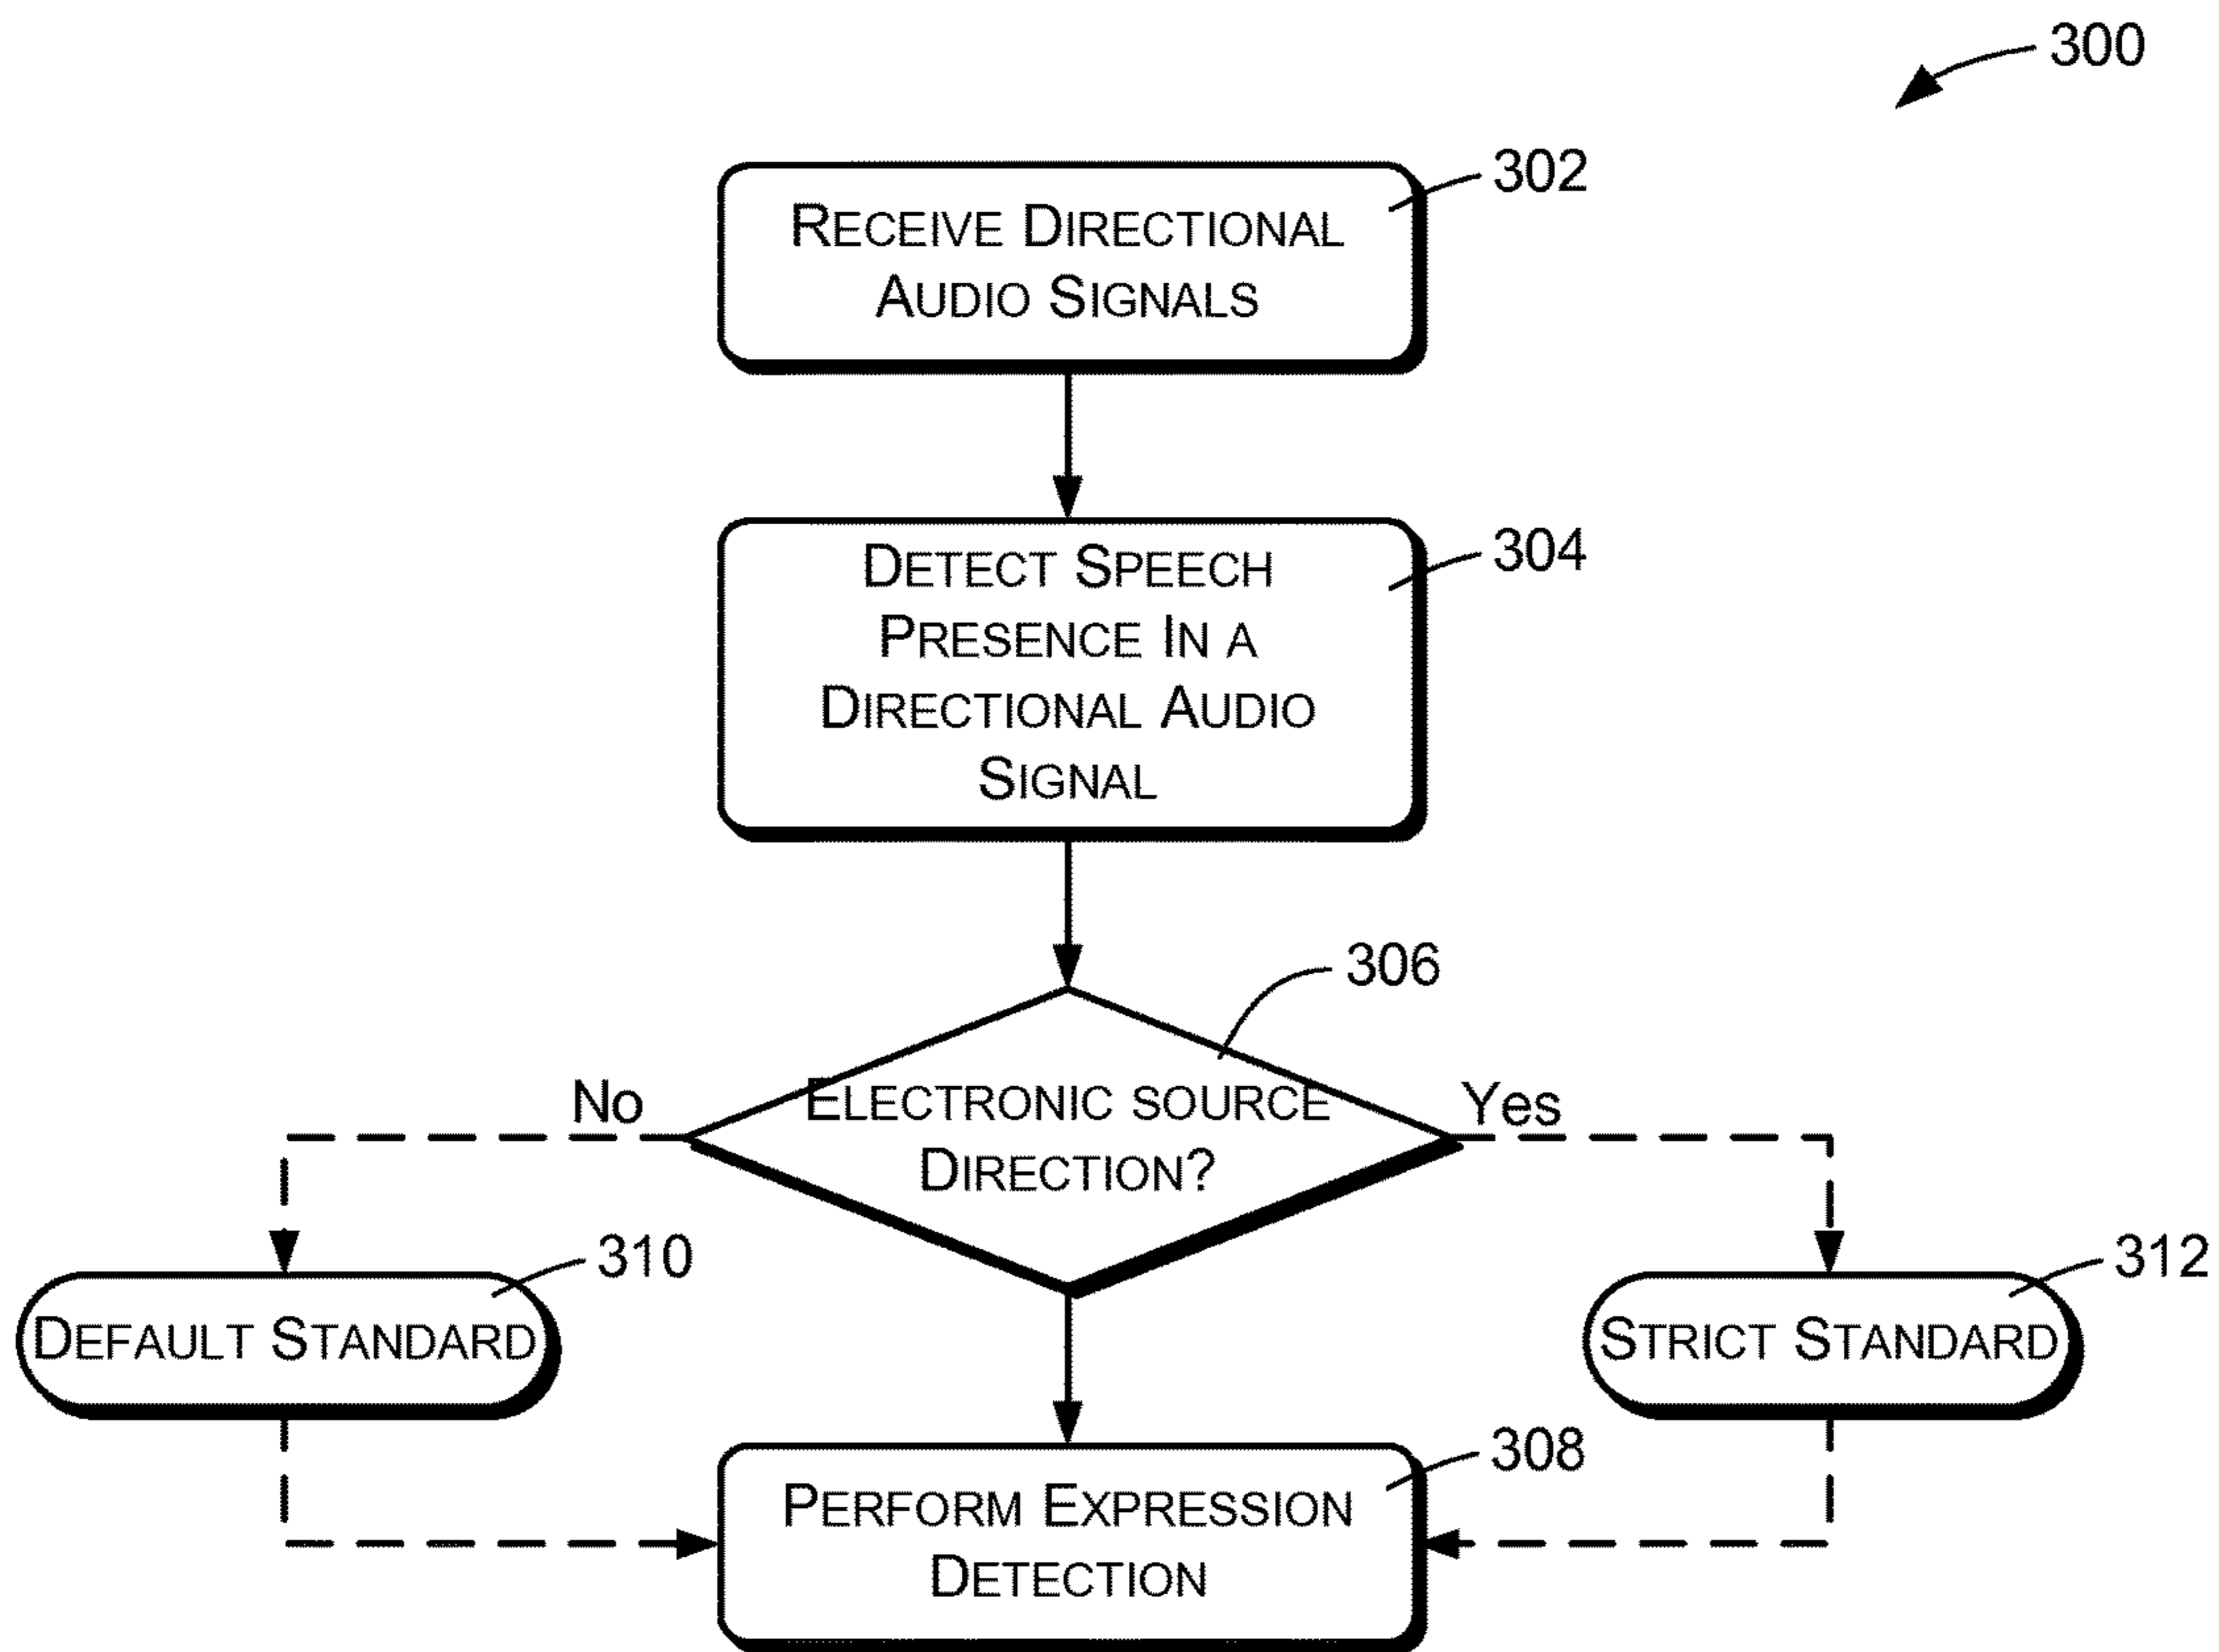 300
302
RECEIVE DIRECTIONAL
AUDIO SIGNALS
304
DETECT SPEECH
PRESENCE IN A
DIRECTIONAL AUDIO
SIGNAL
306
No
ELECTRONIC SOURCE
DIRECTION?
Yes
310
DEFAULT STANDARD
312
STRICT STANDARD
308
PERFORM EXPRESSION
DETECTION